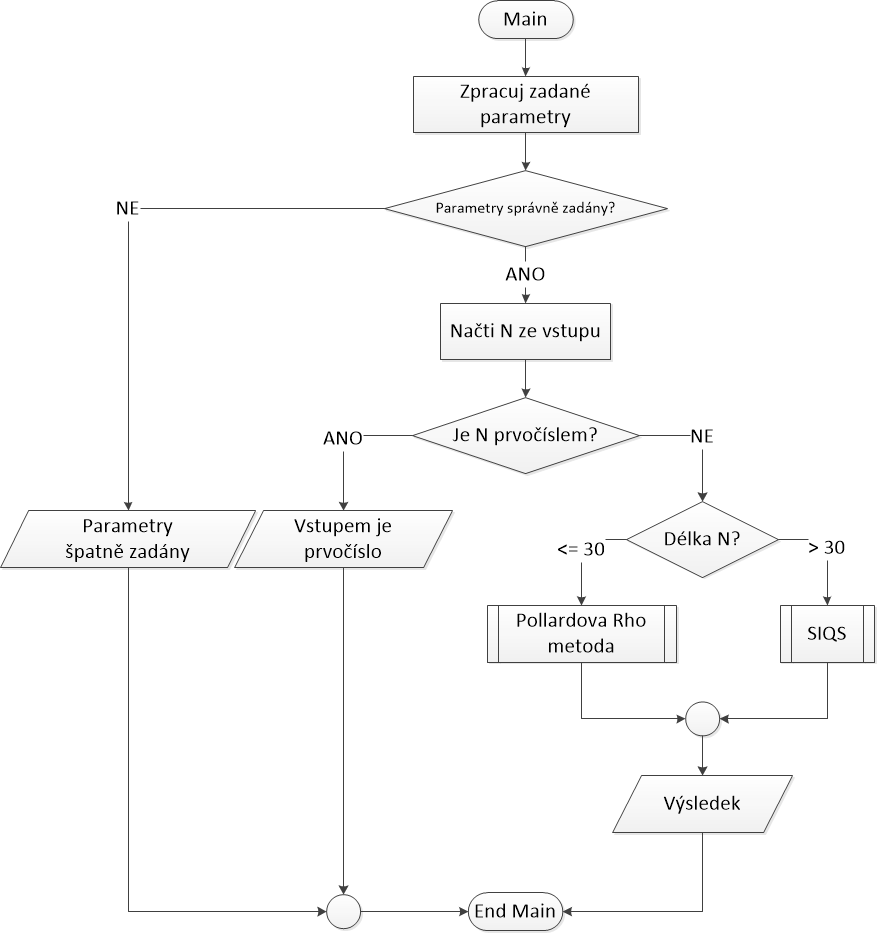 Main
Zpracuj zadané
parametry
Parametry správně zadány?
NE
ANO
Načti N ze vstupu
Je N prvočíslem?
ANO
NE
Parametry
špatně zadány
Vstupem je
prvočíslo
Délka N?
<= 30
> 30
Pollardova Rho
metoda
SIQS
Výsledek
End Main